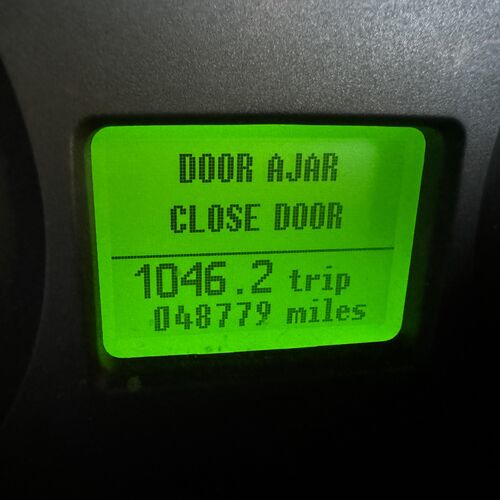 DOOR AJAR
CLOSE DOOR
1046.2 trip
048779 miles